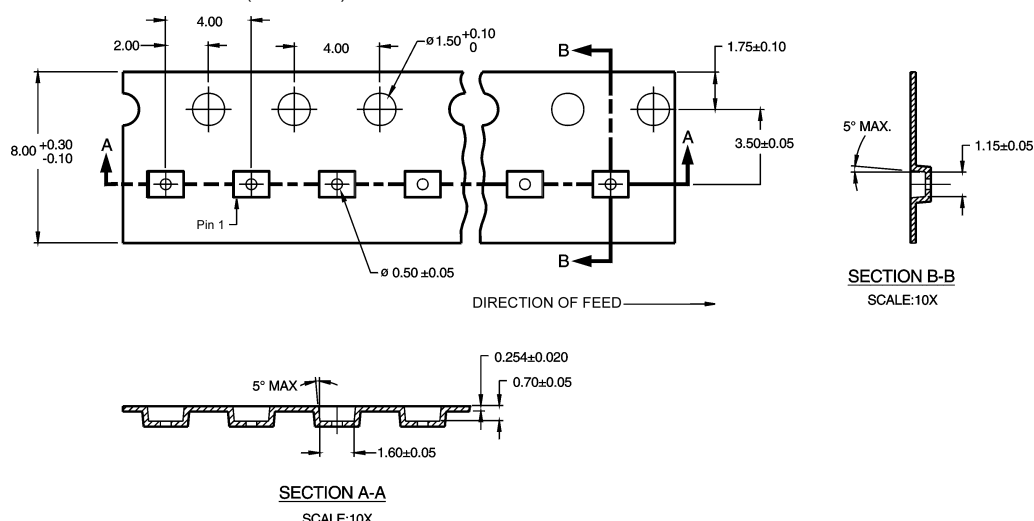 4.00
2.00
4.00
ø1.50 +0.10 0
B
1.75±0.10
8.00 +0.30 -0.10
A
A
3.50±0.05
5° MAX.
1.15±0.05
Pin 1
B
ø 0.50 ±0.05
SECTION B-B
SCALE:10X
DIRECTION OF FEED
5° MAX
0.254±0.020
0.70±0.05
1.60±0.05
SECTION A-A
SCALE:10X